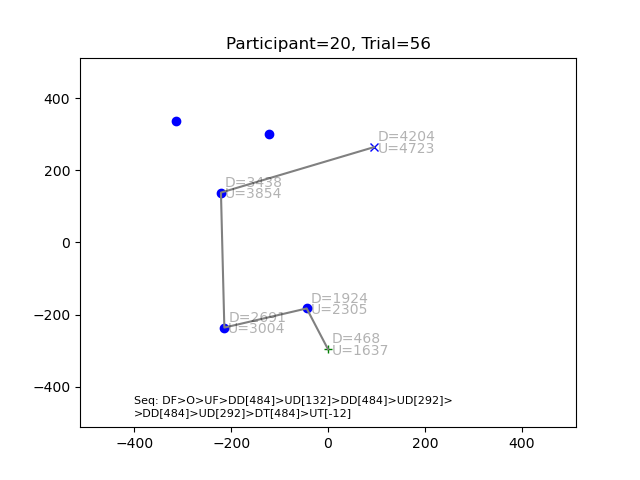 Participant=20, Trial=56
400
200
0
−200
−400
−400
−200
0
200
400
D=4204
U=4723
D=3438
U=3854
D=1924
U=2305
D=2691
U=3004
D=468
U=1637
Seq: DF>O>UF>DD[484]>UD[132]>DD[484]>UD[292]>
>DD[484]>UD[292]>DT[484]>UT[-12]